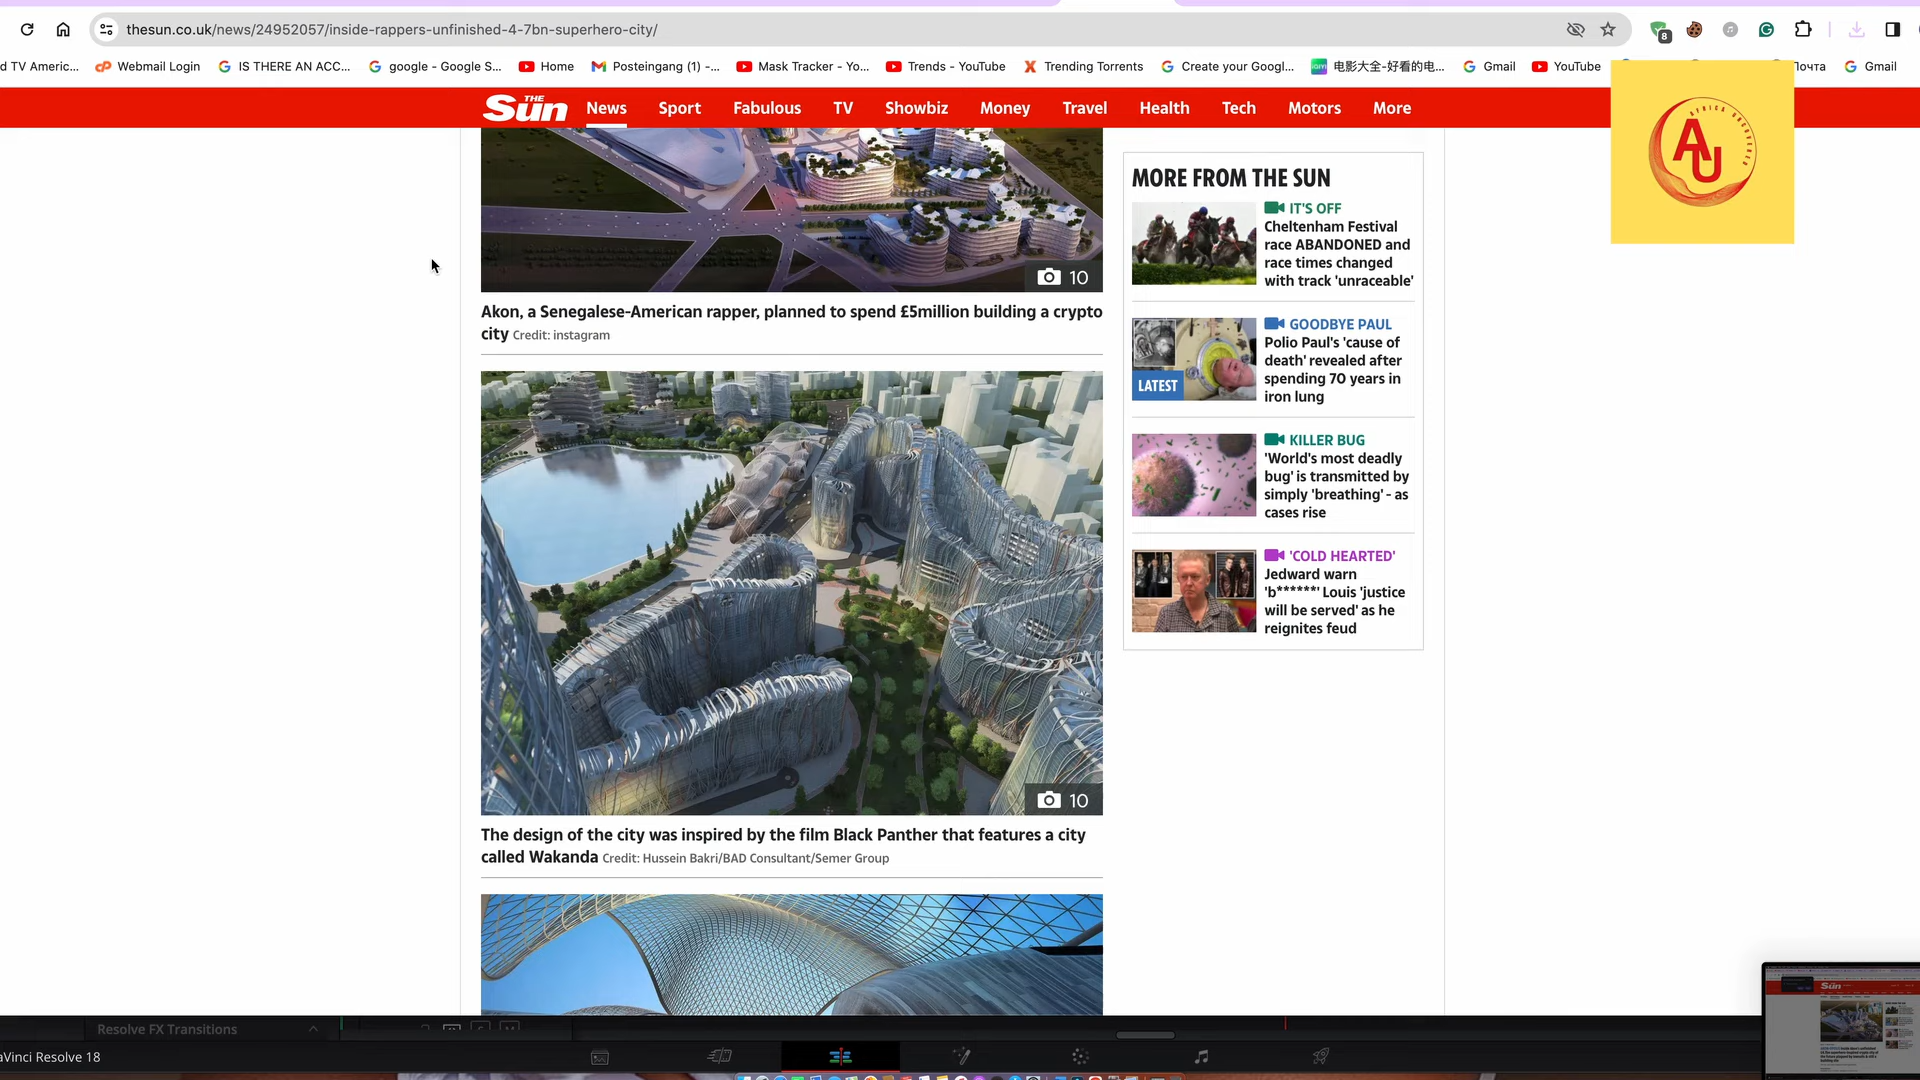 thesun.co.uk/news/24952057/inside-rappers-unfinished-4-7bn-superhero-city/
8
d TV Americ...
Webmail Login
IS THERE AN ACC...
google - Google S...
Home
Posteingang (1) -...
Mask Tracker - Yo...
Trends - YouTube
Trending Torrents
Create your Googl...
电影大全-好看的电...
Gmail
YouTube
Почта
Gmail
THE Sun
News
Sport
Fabulous
TV
Showbiz
Money
Travel
Health
Tech
Motors
More
AFRICA UNCOVERED
AU
10
Akon, a Senegalese-American rapper, planned to spend £5million building a crypto
city Credit: instagram
10
The design of the city was inspired by the film Black Panther that features a city
called Wakanda Credit: Hussein Bakri/BAD Consultant/Semer Group
MORE FROM THE SUN
IT'S OFF
Cheltenham Festival
race ABANDONED and
race times changed
with track 'unraceable'
LATEST
GOODBYE PAUL
Polio Paul's 'cause of
death' revealed after
spending 70 years in
iron lung
KILLER BUG
'World's most deadly
bug' is transmitted by
simply 'breathing' - as
cases rise
'COLD HEARTED'
Jedward warn
'b******' Louis 'justice
will be served' as he
reignites feud
Sun
Resolve FX Transitions
aVinci Resolve 18